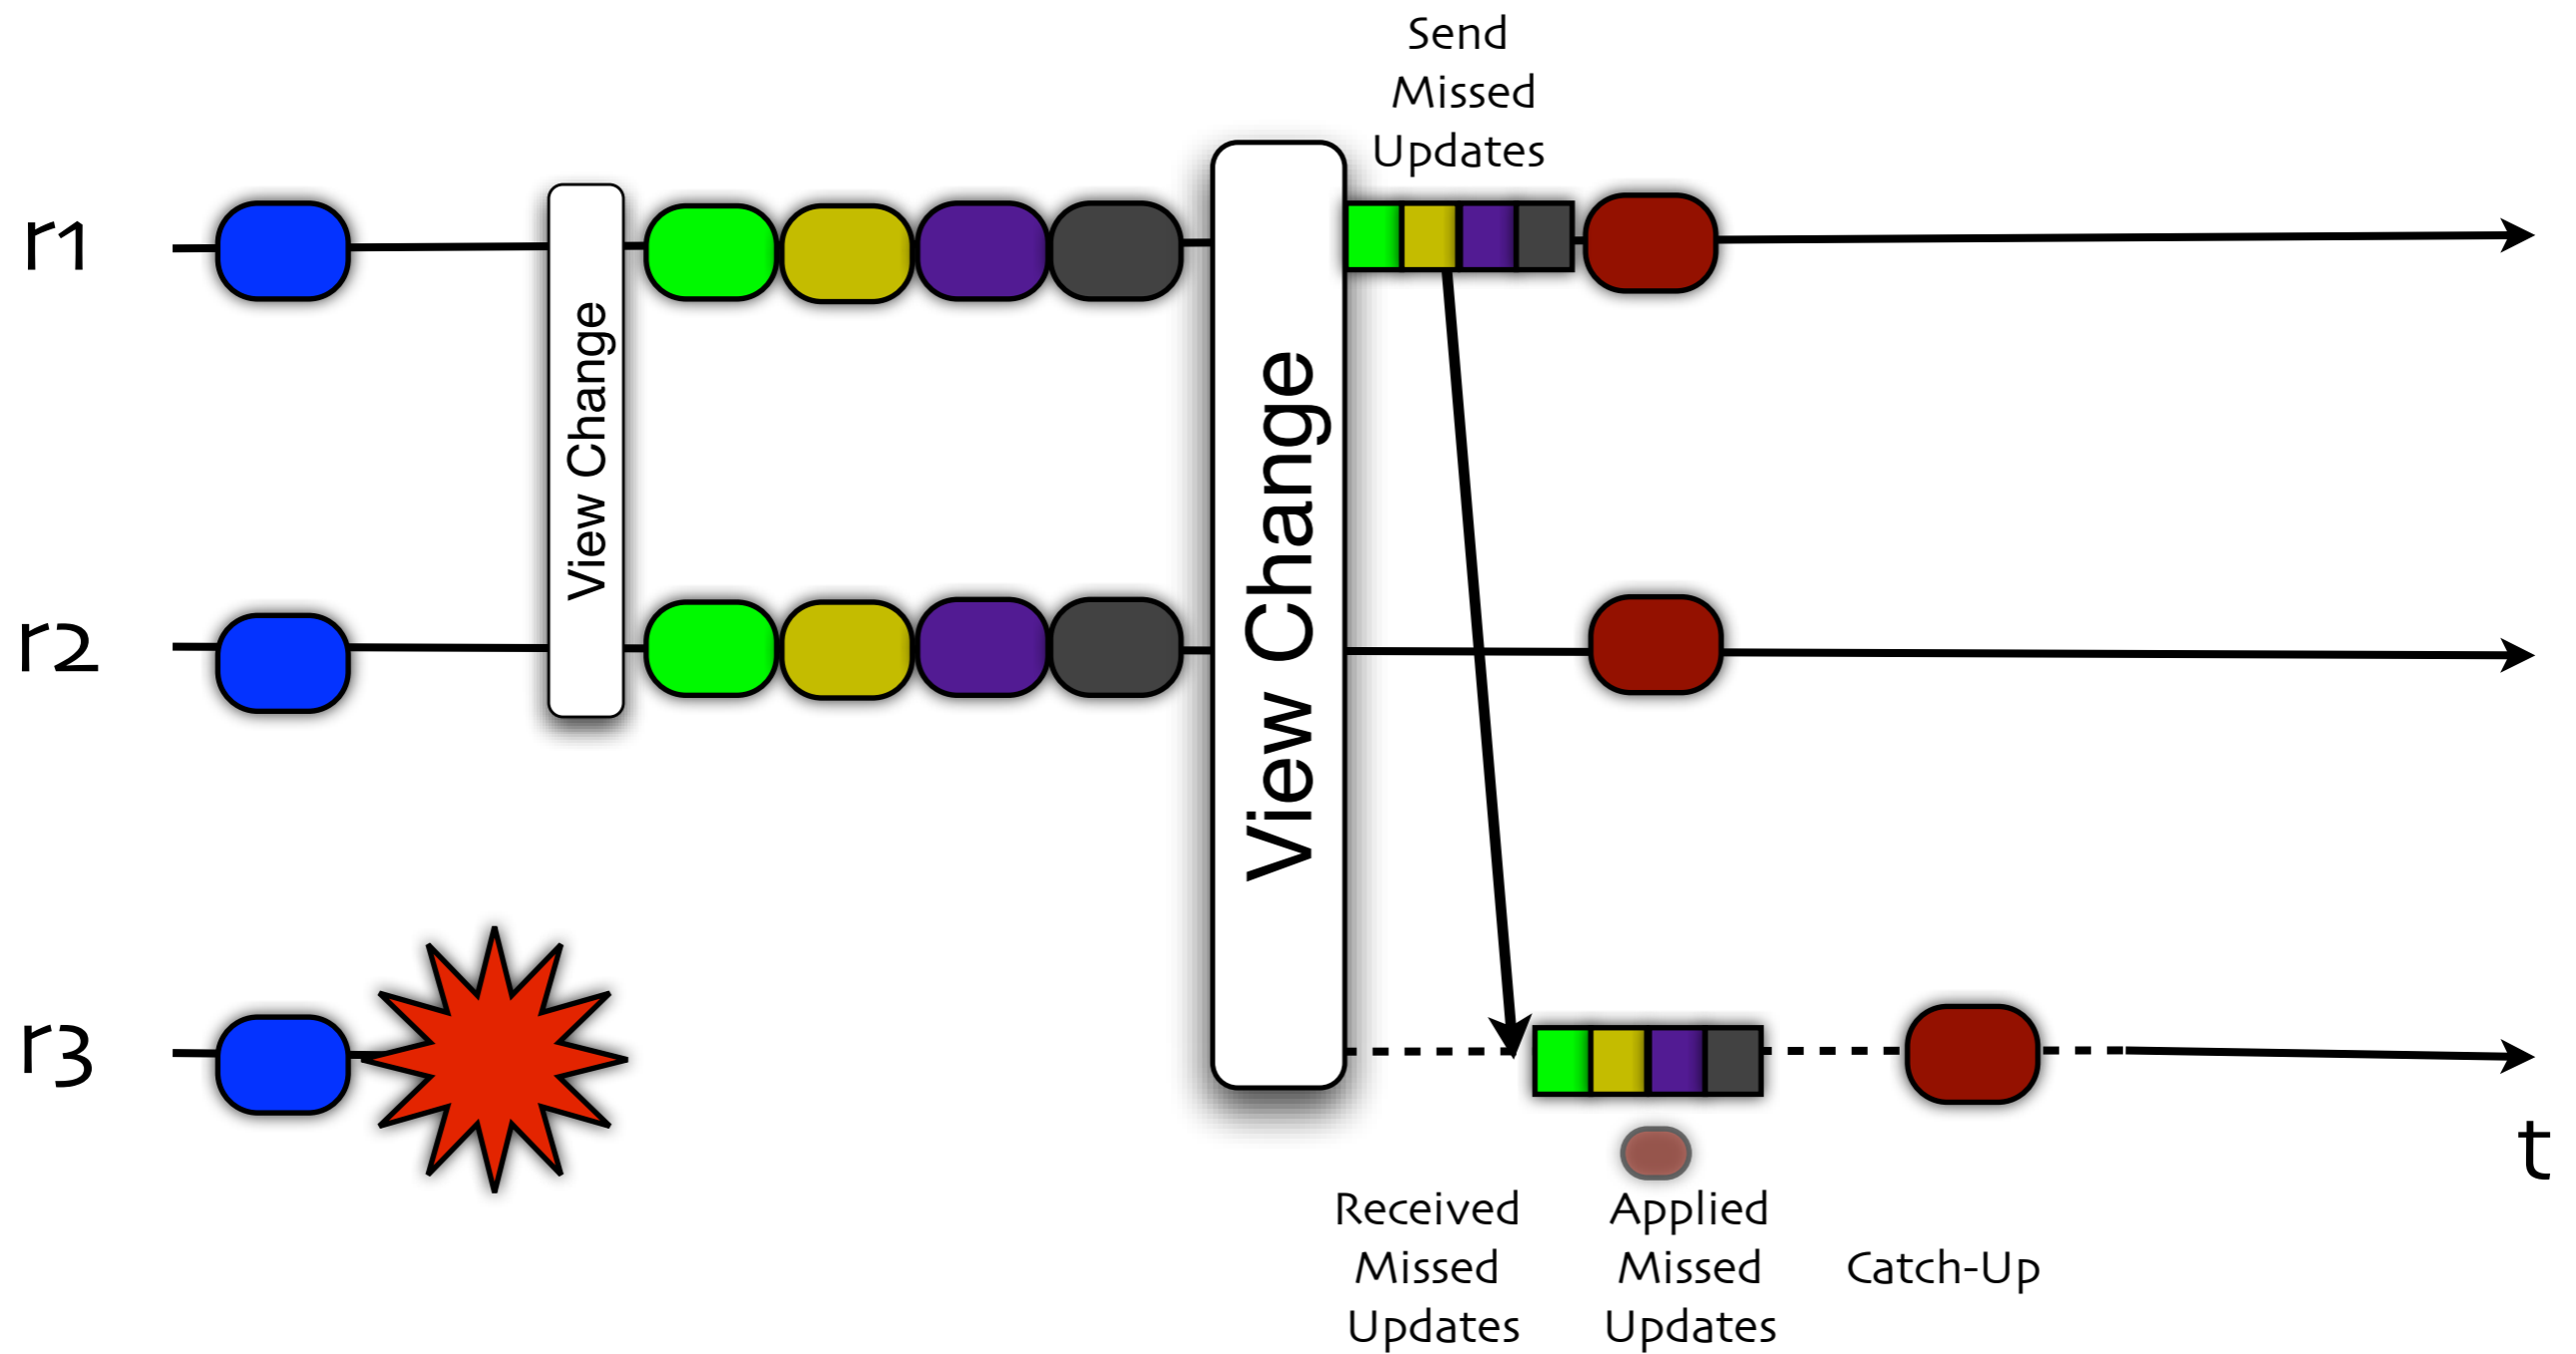 Send
Missed
Updates
r1
View Change
View Change
r2
r3
t
Received
Missed
Updates
Applied
Missed
Updates
Catch-Up